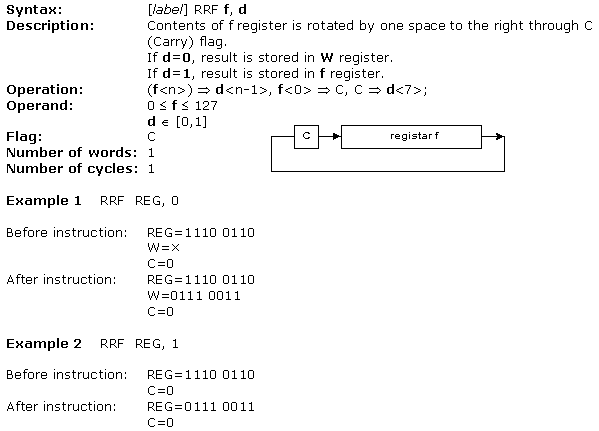 Syntax: [label] RRF f, d
Description: Contents of f register is rotated by one space to the right through C
(Carry) flag.
If d=0, result is stored in W register.
If d=1, result is stored in f register.
Operation: (f<n>) ⇒ d<n-1>, f<0> ⇒ C, C ⇒ d<7>;
Operand: 0 ≤ f ≤ 127
d ∈ [0,1]
Flag: C
C registar f
Number of words: 1
Number of cycles: 1
Example 1 RRF REG, 0
Before instruction: REG=1110 0110
W=x
C=0
After instruction: REG=1110 0110
W=0111 0011
C=0
Example 2 RRF REG, 1
Before instruction: REG=1110 0110
C=0
After instruction: REG=0111 0011
C=0